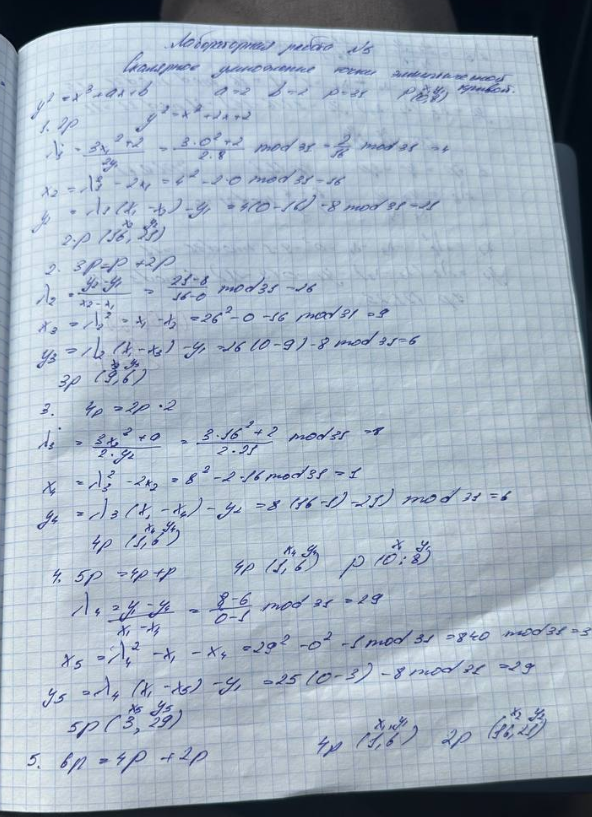 Лабораторная работа №5
Скалярное умножение точки эллиптической кривой.
y² = x³ + ax + b a=2 b=2 p=31 P(0,8)
1. 2P y² = x³ + 2x + 2
λ₁ = (3x₁² + 2)/(2y₁) = (3·0² + 2)/(2·8) mod 31 = 2/16 mod 31 = 4
x₂ = λ₁² - 2x₁ = 4² - 2·0 mod 31 = 16
y₂ = λ₁(x₁ - x₂) - y₁ = 4(0-16) - 8 mod 31 = 21
x₂ y₂
2·P (16, 21)
2. 3P = P + 2P
λ₂ = (y₂ - y₁)/(x₂ - x₁) = (21-8)/(16-0) mod 31 = 26
x₃ = λ₂² - x₁ - x₂ = 26² - 0 - 16 mod 31 = 9
y₃ = λ₂ (x₁ - x₃) - y₁ = 26(0-9) - 8 mod 31 = 6
x₃ y₃
3P (9, 6)
3. 4P = 2P·2
λ₃ = (3x₂² + a)/(2·y₂) = (3·16² + 2)/(2·21) mod 31 = 8
x₄ = λ₃² - 2x₂ = 8² - 2·16 mod 31 = 1
y₄ = λ₃(x₁ - x₄) - y₂ = 8(16-1) - 21) mod 31 = 6
x₄ y₄
4P (1, 6)
4. 5P = 4P + P 4P (1, 6) P (0; 8)
λ₄ = (y₁ - y₄)/(x₁ - x₄) = (8-6)/(0-1) mod 31 = 29
x₅ = λ₄² - x₁ - x₄ = 29² - 0² - 1 mod 31 = 840 mod 31 = 3
y₅ = λ₄ (x₁ - x₅) - y₁ = 25(0-3) - 8 mod 31 = 29
x₅ y₅
5P (3, 29)
5. 6P = 4P + 2P 4P (1, 6) 2P (16, 21)